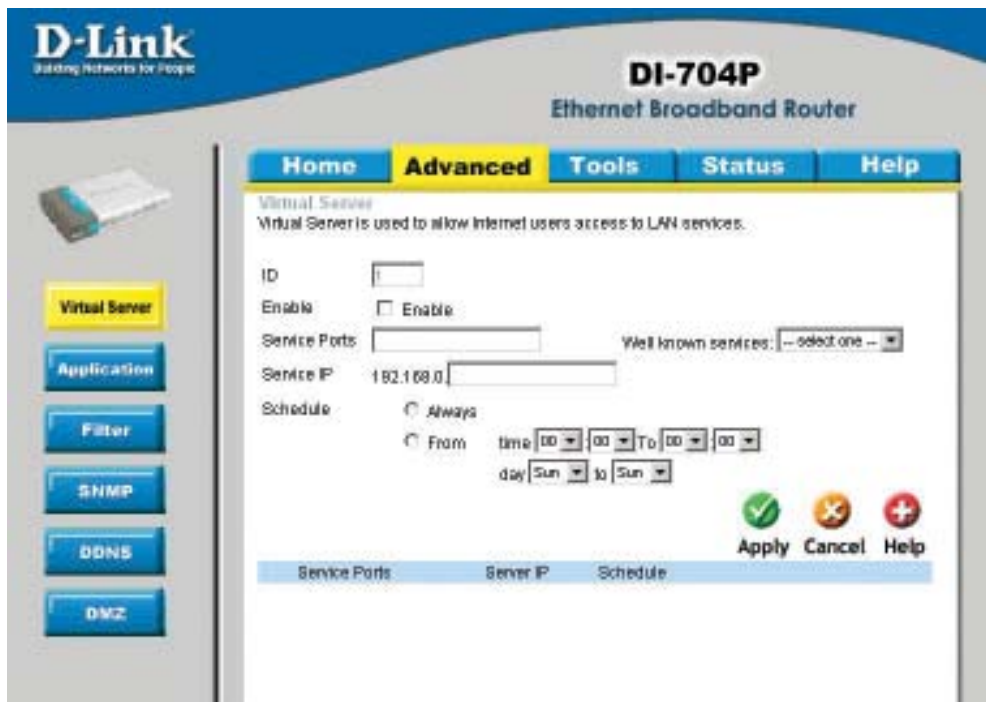 D-Link
Building Networks for People
DI-704P
Ethernet Broadband Router
Home Advanced Tools Status Help
Virtual Server
Virtual Server is used to allow Internet users access to LAN services.
ID 1
Enable Enable
Service Ports Well known services: -- select one --
Service IP 192.168.0.
Schedule Always
From time 00 : 00 To 00 : 00
day Sun to Sun
Apply Cancel Help
Service Ports Server IP Schedule
Virtual Server
Application
Filter
SNMP
DDNS
DMZ